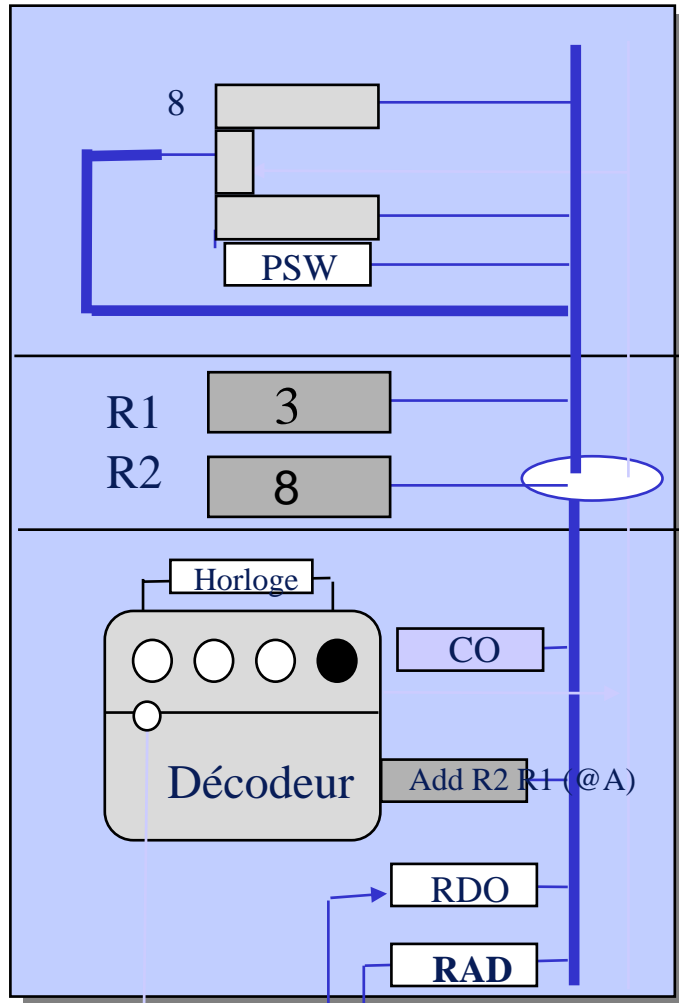 8
PSW
R1 3
R2 8
Horloge
CO
Décodeur
Add R2 R1 (@A)
RDO
RAD